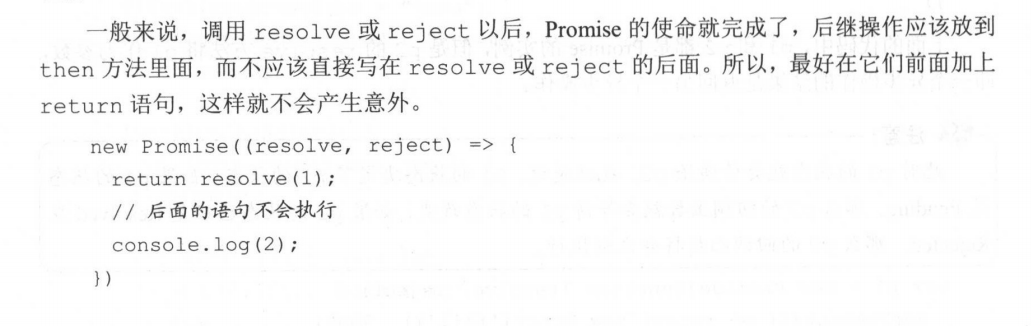 一般来说，调用 resolve 或 reject 以后，Promise 的使命就完成了，后继操作应该放到
then 方法里面，而不应该直接写在 resolve 或 reject 的后面。所以，最好在它们前面加上
return 语句，这样就不会产生意外。
new Promise((resolve, reject) => {
return resolve(1);
// 后面的语句不会执行
console.log(2);
})